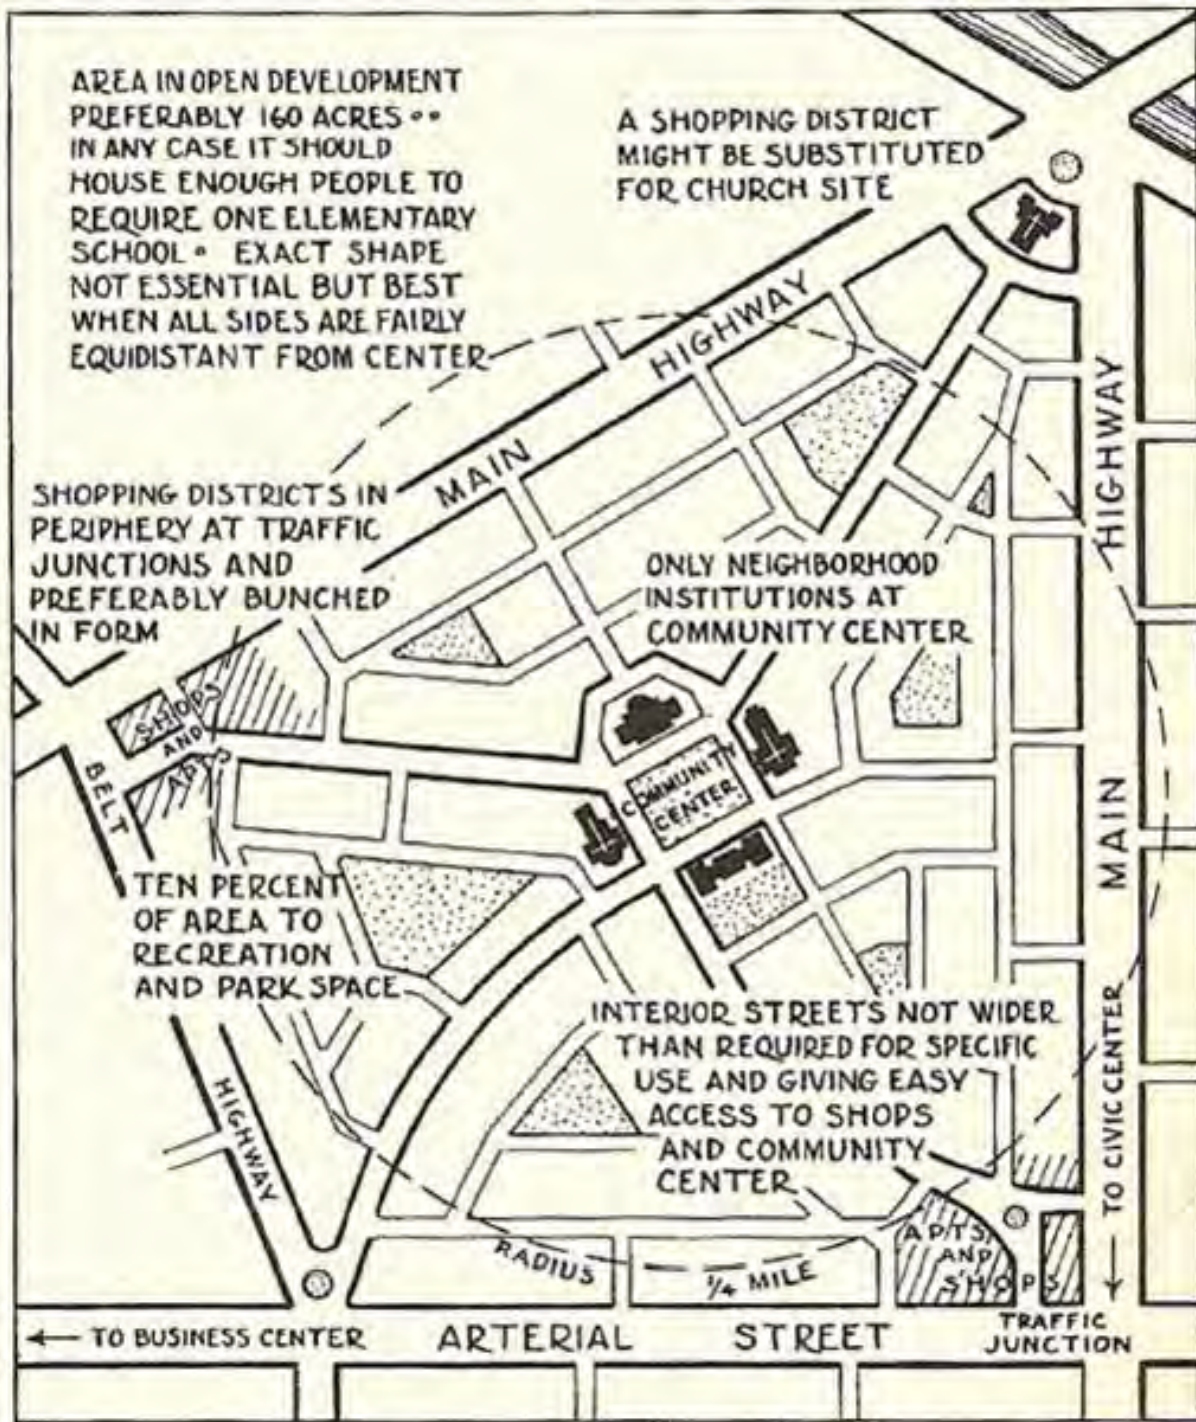 AREA IN OPEN DEVELOPMENT
PREFERABLY 160 ACRES ••
IN ANY CASE IT SHOULD
HOUSE ENOUGH PEOPLE TO
REQUIRE ONE ELEMENTARY
SCHOOL • EXACT SHAPE
NOT ESSENTIAL BUT BEST
WHEN ALL SIDES ARE FAIRLY
EQUIDISTANT FROM CENTER
A SHOPPING DISTRICT
MIGHT BE SUBSTITUTED
FOR CHURCH SITE
MAIN HIGHWAY
SHOPPING DISTRICTS IN
PERIPHERY AT TRAFFIC
JUNCTIONS AND
PREFERABLY BUNCHED
IN FORM
ONLY NEIGHBORHOOD
INSTITUTIONS AT
COMMUNITY CENTER
MAIN HIGHWAY
SHOPS
AND
APTS
COMMUNITY
CENTER
BELT HIGHWAY
TEN PERCENT
OF AREA TO
RECREATION
AND PARK SPACE
INTERIOR STREETS NOT WIDER
THAN REQUIRED FOR SPECIFIC
USE AND GIVING EASY
ACCESS TO SHOPS
AND COMMUNITY
CENTER
TO CIVIC CENTER →
APTS
AND
SHOPS
RADIUS ¼ MILE
← TO BUSINESS CENTER
ARTERIAL STREET
TRAFFIC
JUNCTION